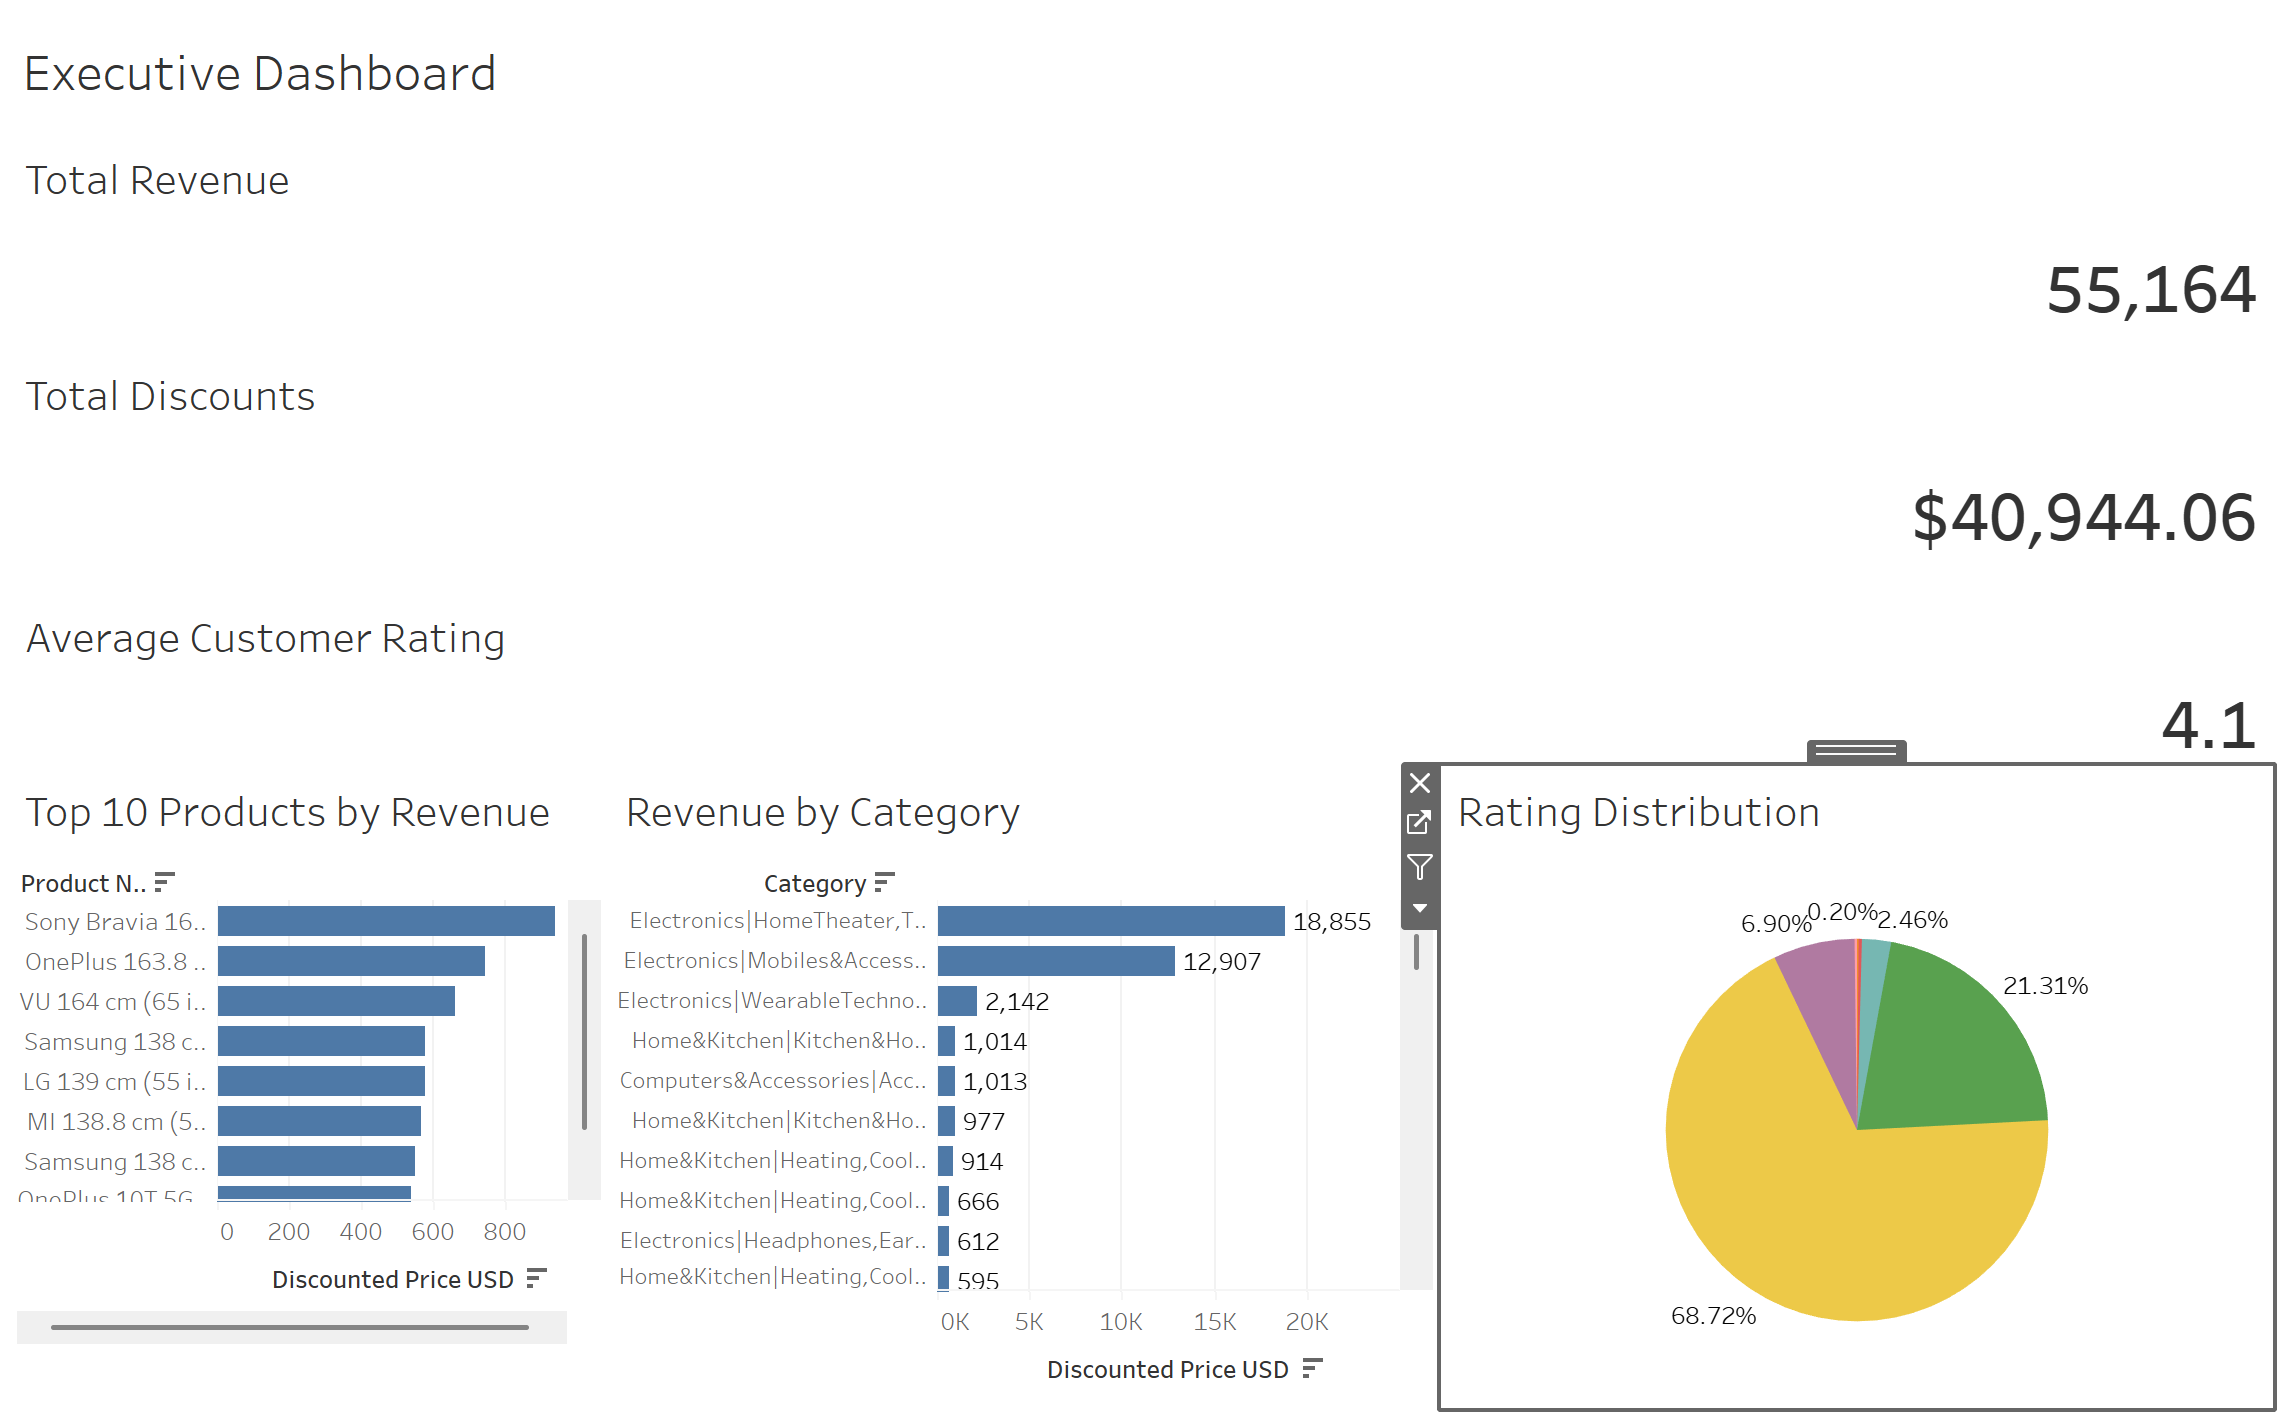 Executive Dashboard
Total Revenue
55,164
Total Discounts
$40,944.06
Average Customer Rating
4.1
Top 10 Products by Revenue
Product N..
Sony Bravia 16..
OnePlus 163.8 ..
VU 164 cm (65 i..
Samsung 138 c..
LG 139 cm (55 i..
MI 138.8 cm (5..
Samsung 138 c..
OnePlus 10T 5G
0 200 400 600 800
Discounted Price USD
Revenue by Category
Category
Electronics|HomeTheater,T.. 18,855
Electronics|Mobiles&Access.. 12,907
Electronics|WearableTechno.. 2,142
Home&Kitchen|Kitchen&Ho.. 1,014
Computers&Accessories|Acc.. 1,013
Home&Kitchen|Kitchen&Ho.. 977
Home&Kitchen|Heating,Cool.. 914
Home&Kitchen|Heating,Cool.. 666
Electronics|Headphones,Ear.. 612
Home&Kitchen|Heating,Cool.. 595
0K 5K 10K 15K 20K
Discounted Price USD
Rating Distribution
6.90% 0.20% 2.46%
21.31%
68.72%